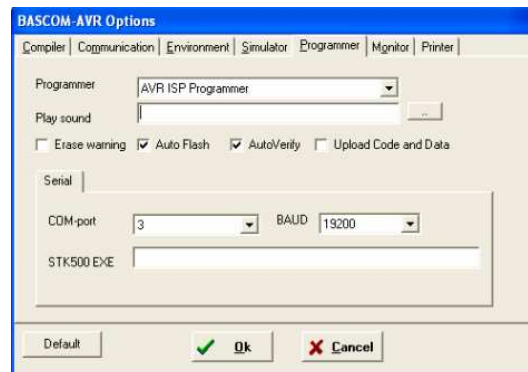 BASCOM-AVR Options
Compiler Communication Environment Simulator Programmer Monitor Printer
Programmer AVR ISP Programmer
Play sound ..
Erase warning Auto Flash AutoVerify Upload Code and Data
Serial
COM-port 3 BAUD 19200
STK500 EXE
Default Ok Cancel